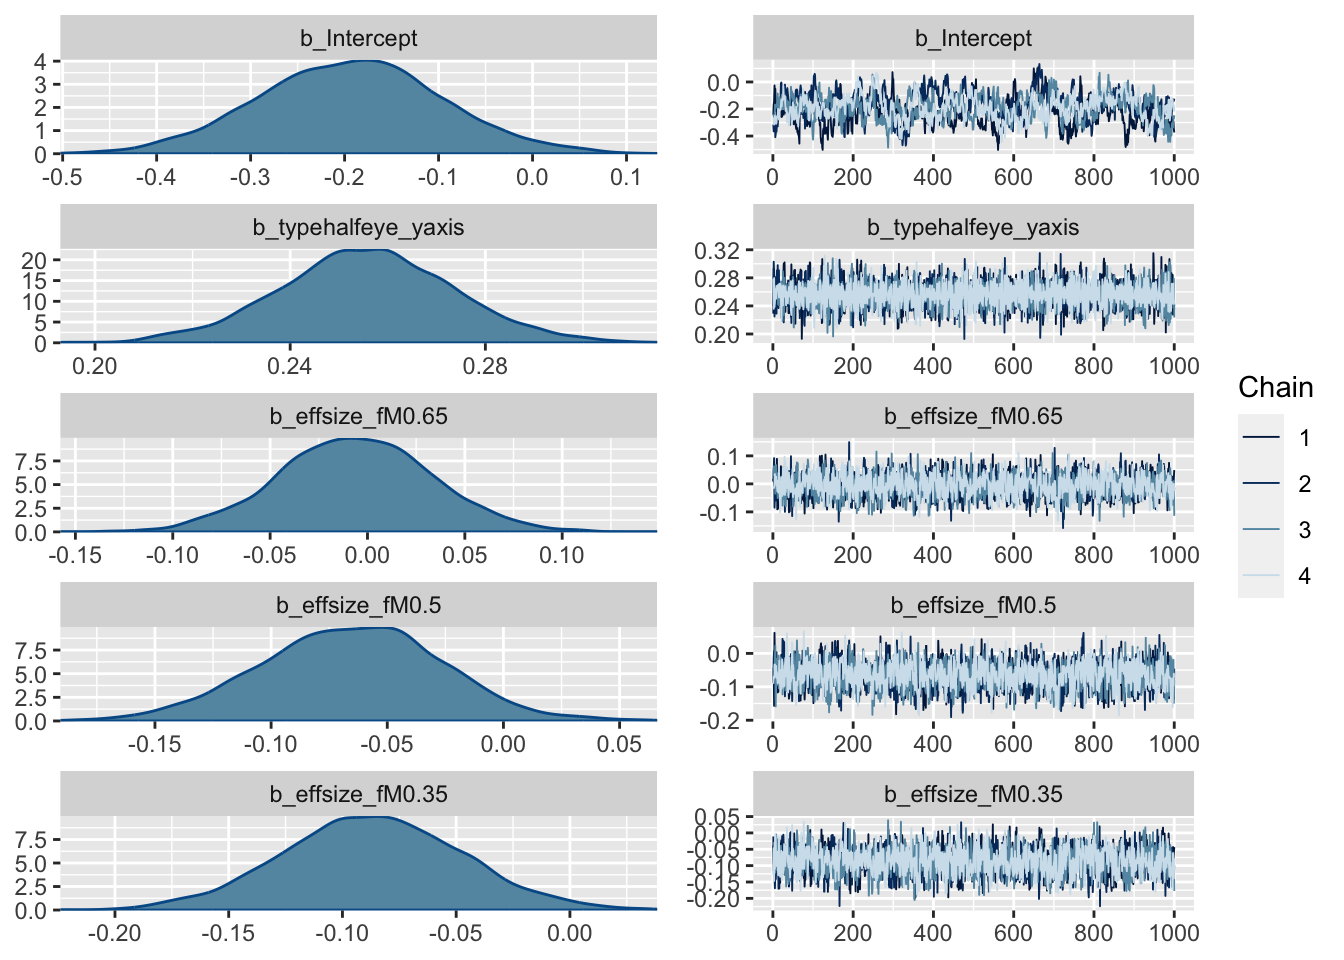 b_Intercept
4
3
2
1
0
-0.5 -0.4 -0.3 -0.2 -0.1 0.0 0.1
b_Intercept
0.0
-0.2
-0.4
0 200 400 600 800 1000
b_typehalfeye_yaxis
20
15
10
5
0
0.20 0.24 0.28
b_typehalfeye_yaxis
0.32
0.28
0.24
0.20
0 200 400 600 800 1000
b_effsize_fM0.65
7.5
5.0
2.5
0.0
-0.15 -0.10 -0.05 0.00 0.05 0.10
b_effsize_fM0.65
0.1
0.0
-0.1
0 200 400 600 800 1000
b_effsize_fM0.5
7.5
5.0
2.5
0.0
-0.15 -0.10 -0.05 0.00 0.05
b_effsize_fM0.5
0.0
-0.1
-0.2
0 200 400 600 800 1000
b_effsize_fM0.35
7.5
5.0
2.5
0.0
-0.20 -0.15 -0.10 -0.05 0.00
b_effsize_fM0.35
0.05
0.00
-0.05
-0.10
-0.15
-0.20
0 200 400 600 800 1000
Chain
1
2
3
4